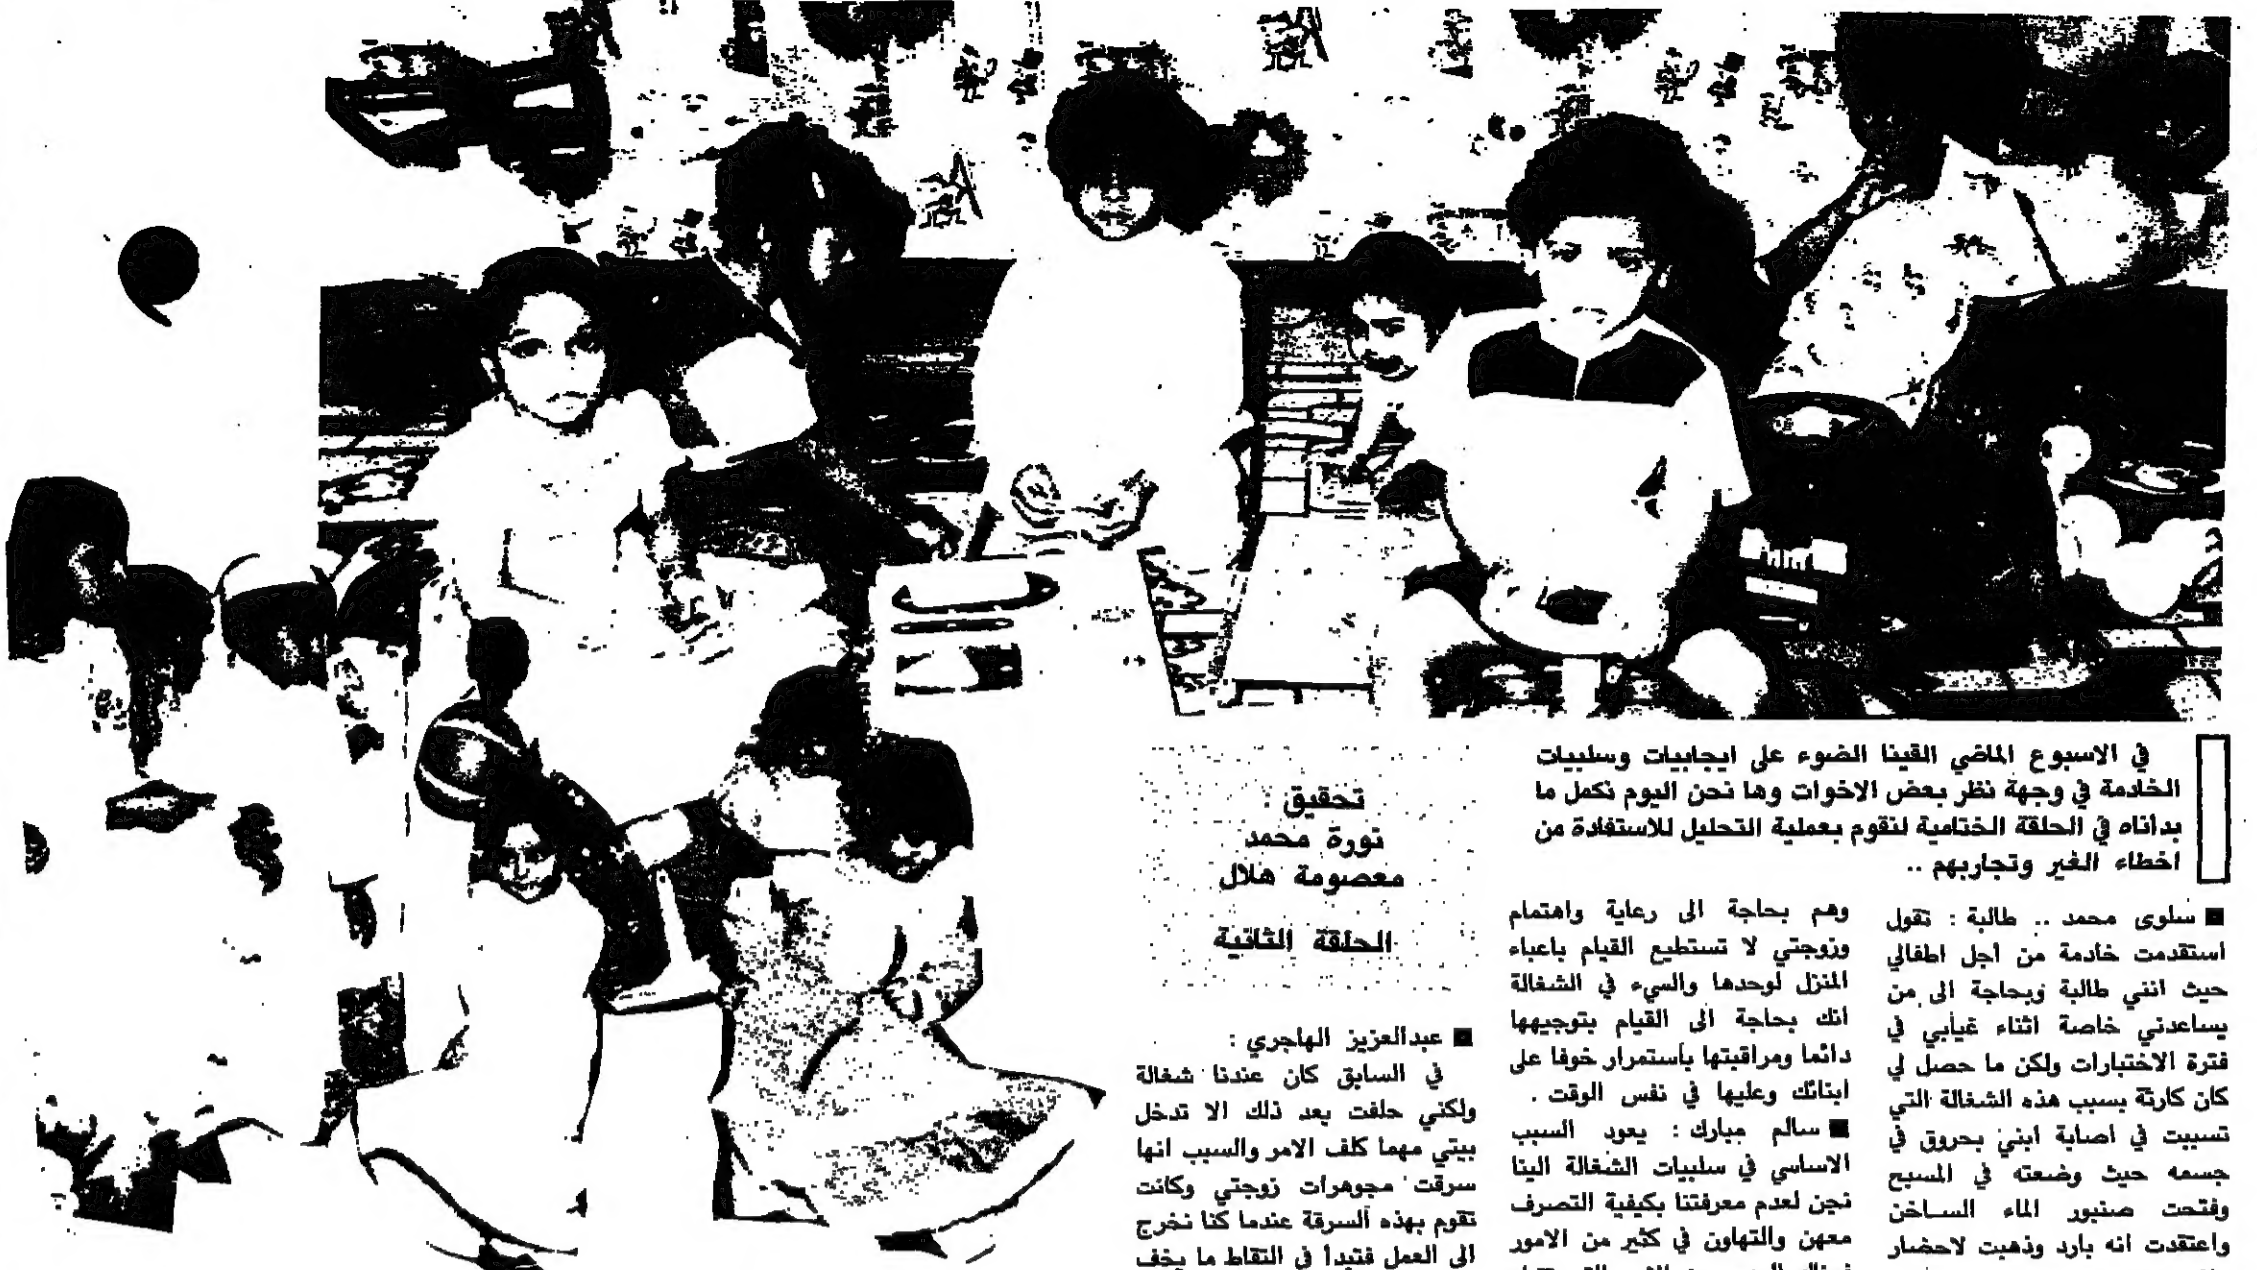 في الاسبوع الماضي القينا الضوء على ايجابيات وسلبيات
الخادمة في وجهة نظر بعض الاخوات وها نحن اليوم نكمل ما
بدأناه في الحلقة الختامية لنقوم بعملية التحليل للاستفادة من
اخطاء الغير وتجاربهم ..
تحقيق :
نورة محمد
معصومة هلال
الحلقة الثانية
■ سلوى محمد .. طالبة : تقول
استقدمت خادمة من أجل اطفالي
حيث انني طالبة وبحاجة الى من
يساعدني خاصة اثناء غيابي في
فترة الاختبارات ولكن ما حصل لي
كان كارثة بسبب هذه الشغالة التي
تسببت في اصابة ابني بحروق في
جسمه حيث وضعته في المسبح
وفتحت صنبور الماء الساخن
واعتقدت انه بارد وذهبت لاحضار
وهم بحاجة الى رعاية واهتمام
وزوجتي لا تستطيع القيام باعباء
المنزل لوحدها والسيء في الشغالة
انك بحاجة الى القيام بتوجيهها
دائما ومراقبتها باستمرار خوفا على
ابنائك وعليها في نفس الوقت .
■ سالم مبارك : يعود السبب
الاساسي في سلبيات الشغالة الينا
نحن لعدم معرفتنا بكيفية التصرف
معهن والتهاون في كثير من الامور
■ عبدالعزيز الهاجري :
في السابق كان عندنا شغالة
ولكني حلفت بعد ذلك الا تدخل
بيتي مهما كلف الامر والسبب انها
سرقت مجوهرات زوجتي وكانت
تقوم بهذه السرقة عندما كنا نخرج
الى العمل فتبدأ في التقاط ما يخف